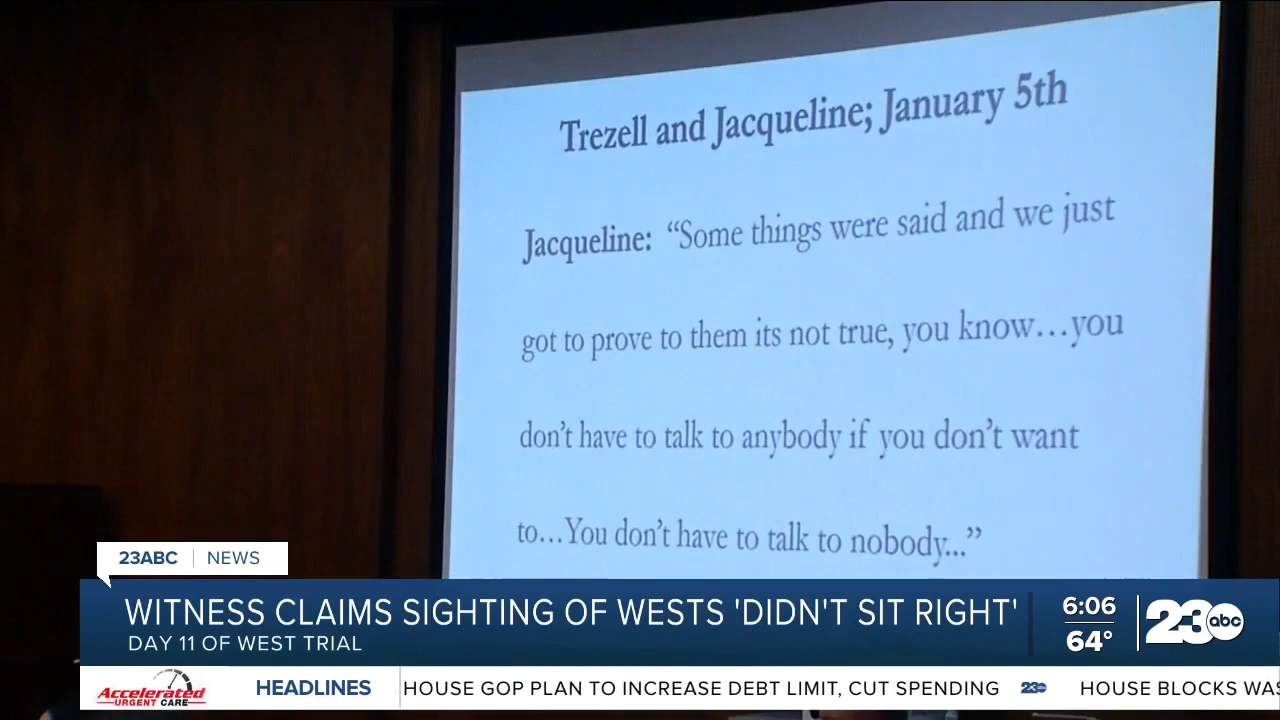 Trezell and Jacqueline; January 5th
Jacqueline: “Some things were said and we just
got to prove to them its not true, you know…you
don’t have to talk to anybody if you don’t want
to…You don’t have to talk to nobody...”
23ABC | NEWS
WITNESS CLAIMS SIGHTING OF WESTS 'DIDN'T SIT RIGHT'
DAY 11 OF WEST TRIAL
6:06
64°
23 abc
Accelerated
URGENT CARE
HEADLINES
HOUSE GOP PLAN TO INCREASE DEBT LIMIT, CUT SPENDING 23 HOUSE BLOCKS